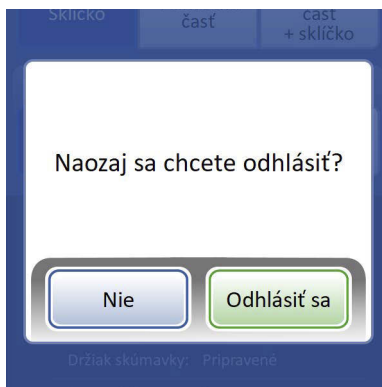 Sklíčko
časť
časť
+ sklíčko
Naozaj sa chcete odhlásiť?
Nie
Odhlásiť sa
Držiak skúmavky: Pripravené